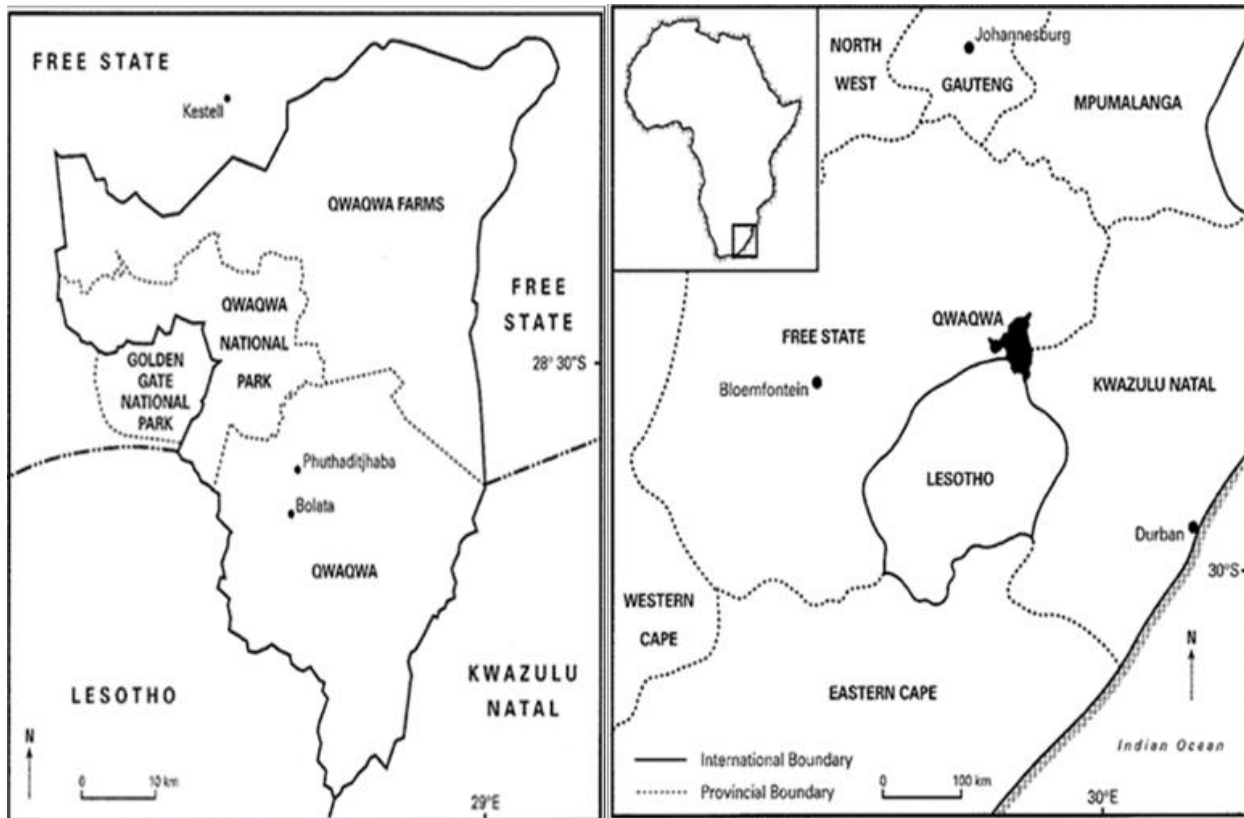 FREE STATE
Kestell
QWAQWA FARMS
QWAQWA
NATIONAL
PARK
FREE
STATE
28° 30"S
GOLDEN
GATE
NATIONAL
PARK
Phuthaditjhaba
Bolata
QWAQWA
LESOTHO
KWAZULU
NATAL
N
0 10 km
29°E
NORTH
WEST
Johannesburg
GAUTENG
MPUMALANGA
QWAQWA
FREE STATE
Bloemfontein
KWAZULU NATAL
LESOTHO
Durban
30°S
WESTERN
CAPE
N
EASTERN CAPE
Indian Ocean
International Boundary
Provincial Boundary
0 100 km
30°E